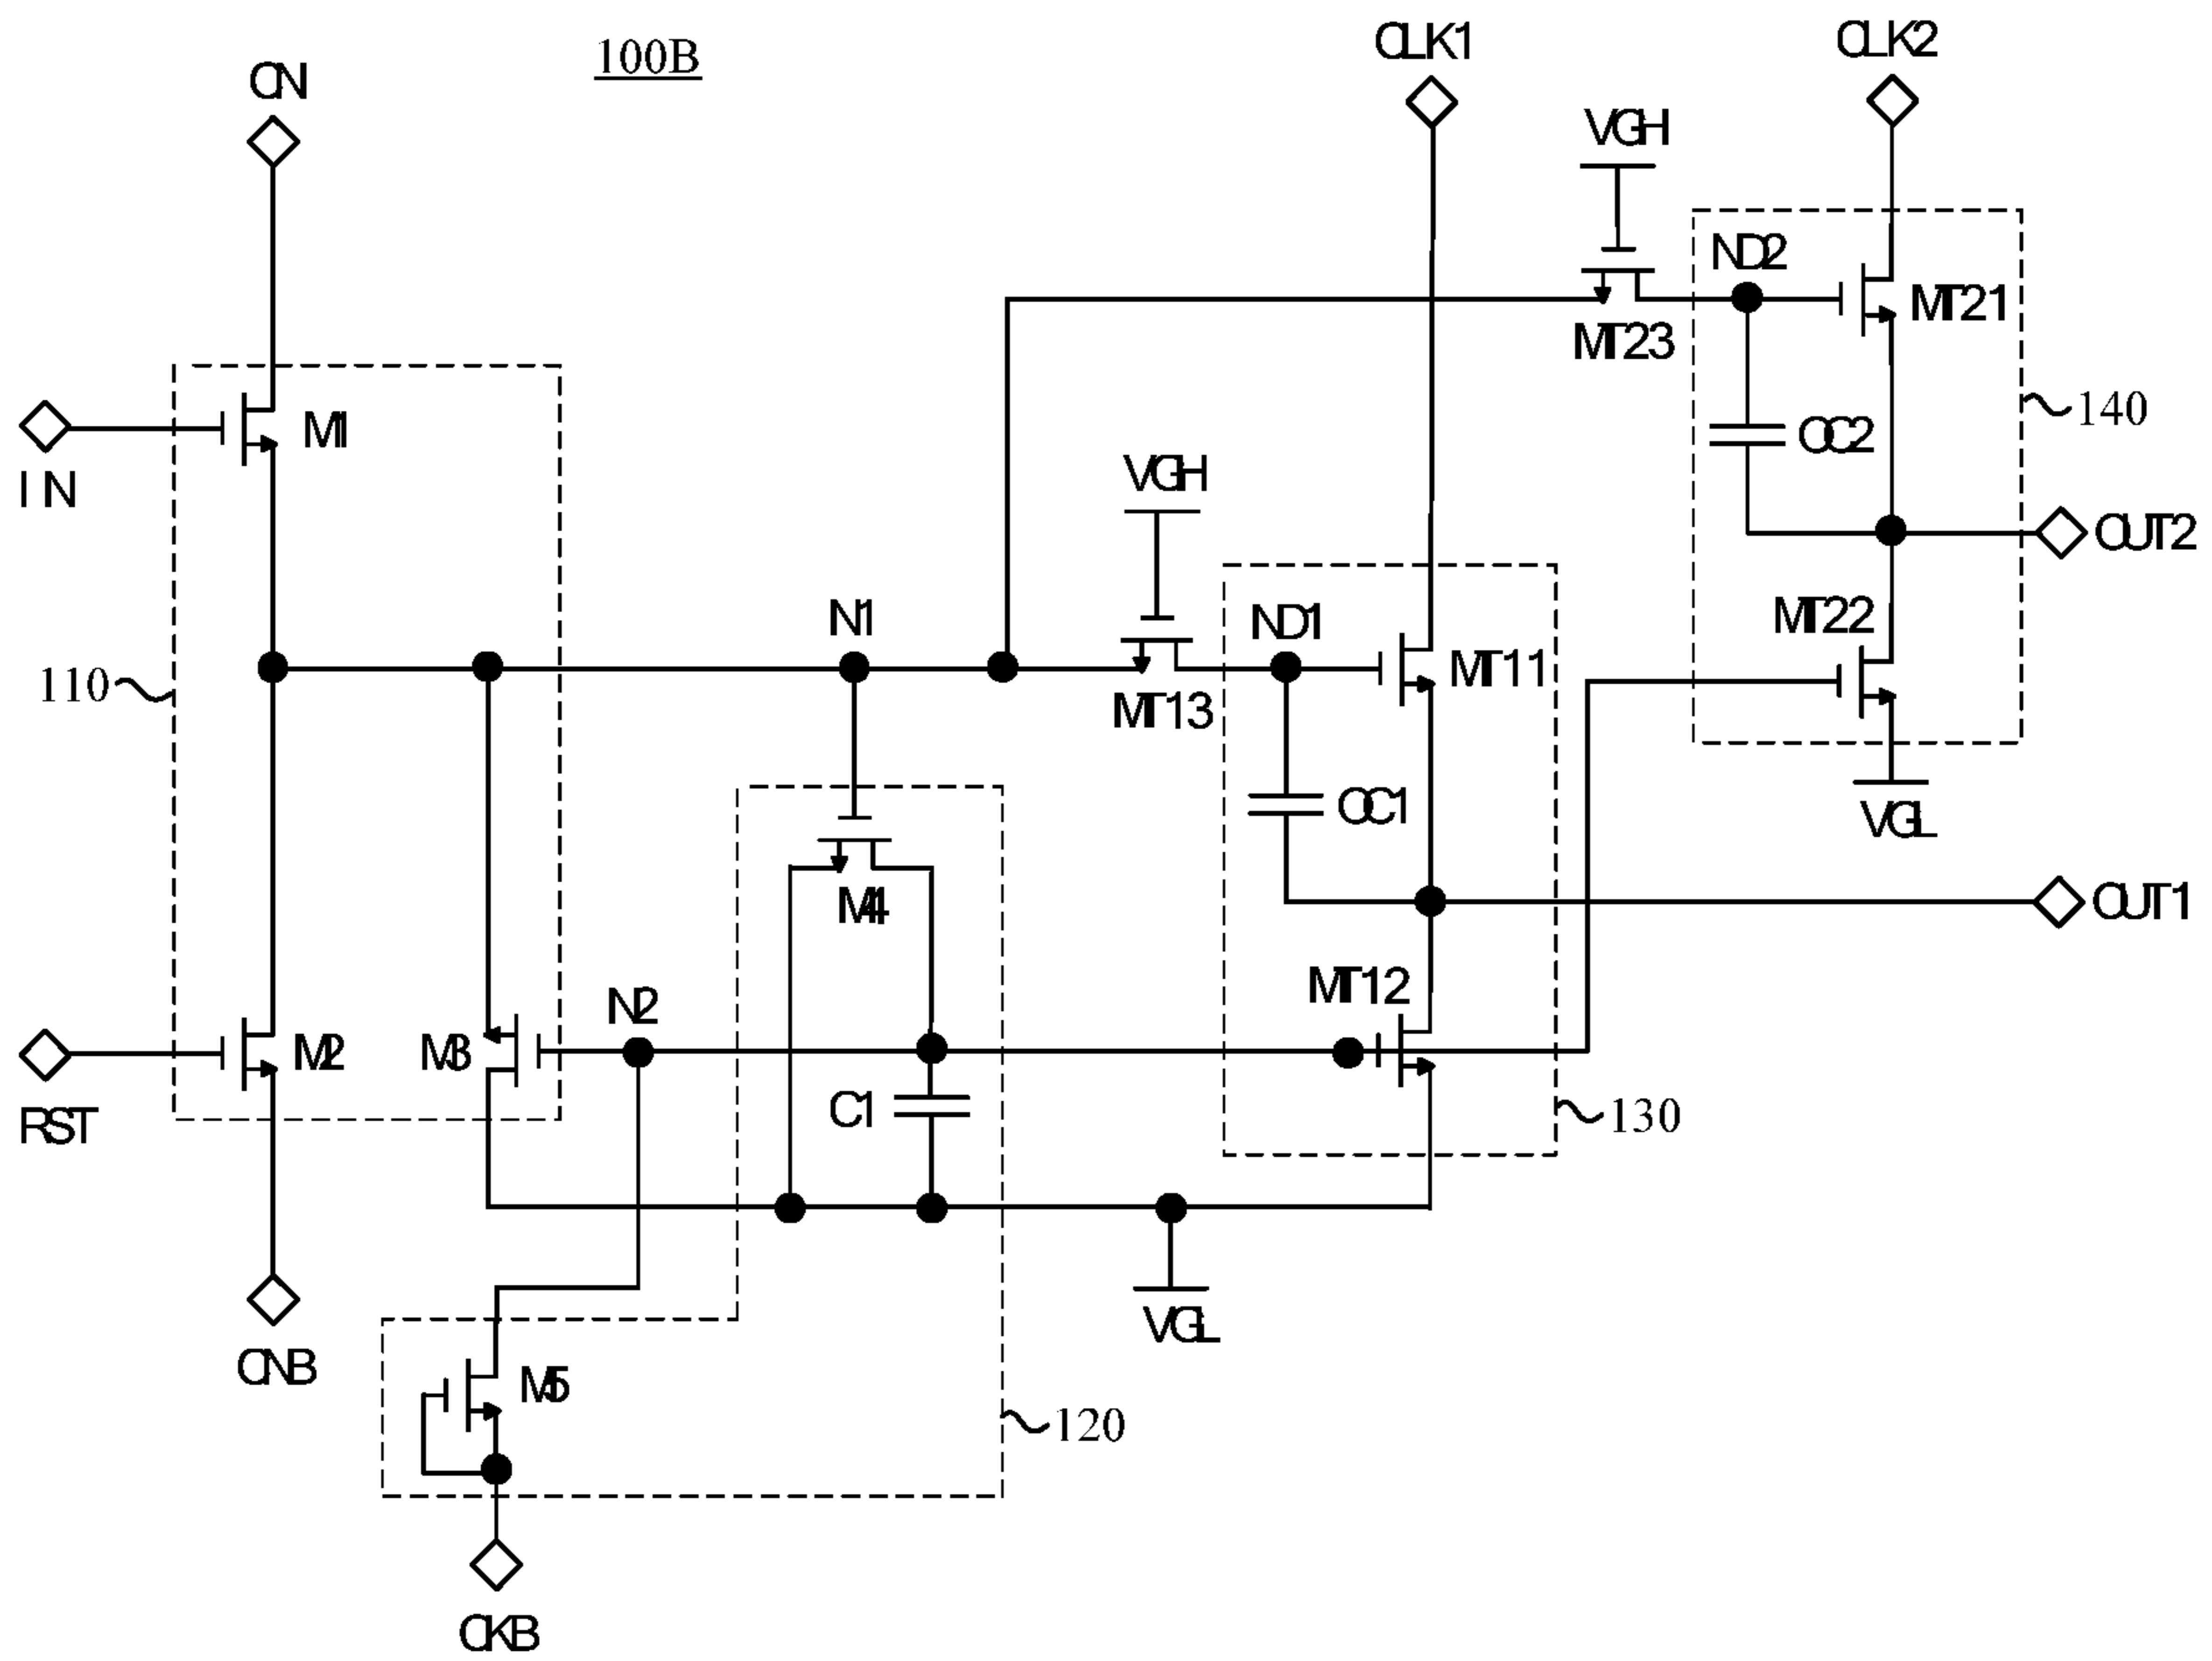 100B
CLK1
CLK2
CN
VGH
ND2
MT21
MT23
140
IN
M1
OC2
VGH
OUT2
N1
ND1
MT11
MT22
110
MT13
VGL
OC1
M4
OUT1
MT12
N2
M2
M3
C1
RST
130
VGL
CNB
M5
120
CKB